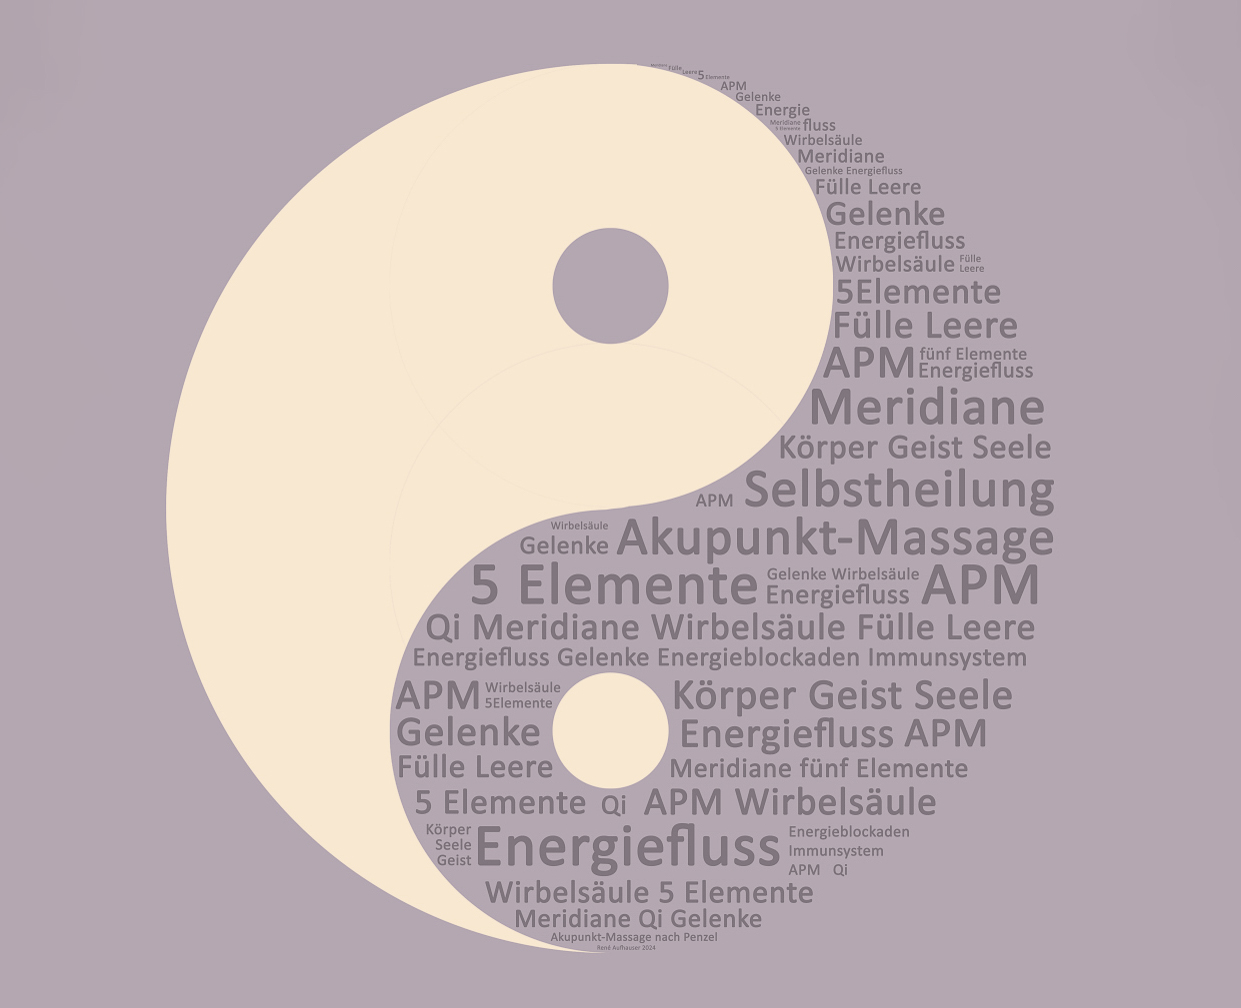 Meridiane Fülle
Leere 5 Elemente
APM
Gelenke
Energie
Meridiane
5 Elemente fluss
Wirbelsäule
Meridiane
Gelenke Energiefluss
Fülle Leere
Gelenke
Energiefluss
Wirbelsäule Fülle
Leere
5Elemente
Fülle Leere
APM fünf Elemente
Energiefluss
Meridiane
Körper Geist Seele
APM Selbstheilung
Wirbelsäule
Gelenke Akupunkt-Massage
5 Elemente Gelenke Wirbelsäule
Energiefluss APM
Qi Meridiane Wirbelsäule Fülle Leere
Energiefluss Gelenke Energieblockaden Immunsystem
APM Wirbelsäule
5Elemente Körper Geist Seele
Gelenke Energiefluss APM
Fülle Leere Meridiane fünf Elemente
5 Elemente Qi APM Wirbelsäule
Körper
Seele
Geist Energiefluss Energieblockaden
Immunsystem
APM Qi
Wirbelsäule 5 Elemente
Meridiane Qi Gelenke
Akupunkt-Massage nach Penzel
René Aufhauser 2024